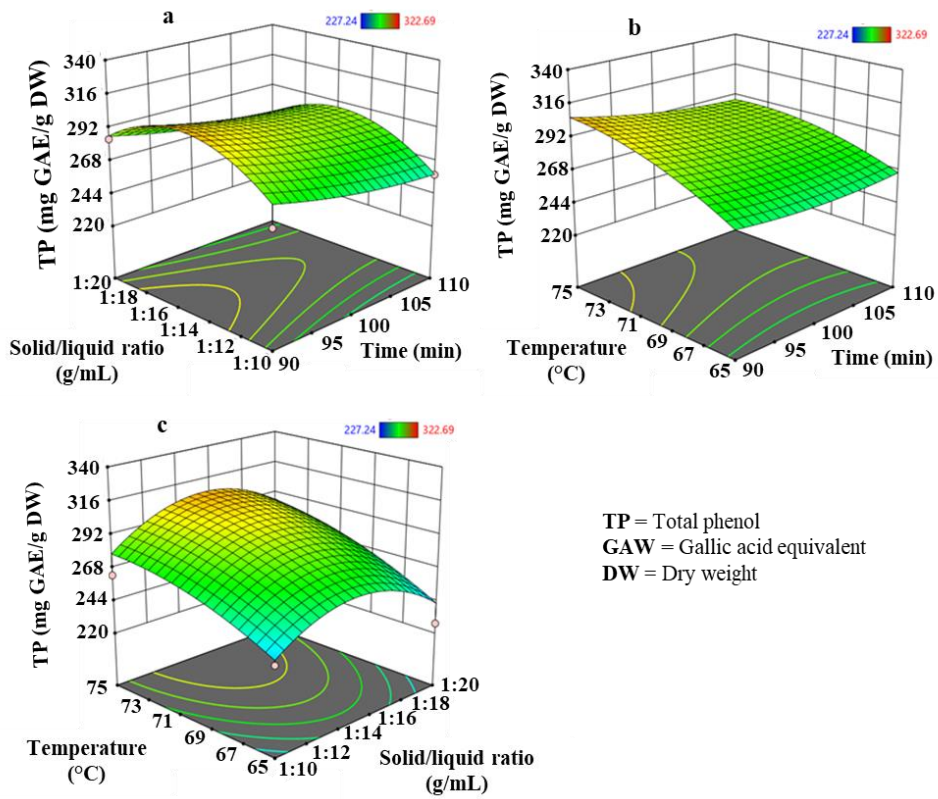 a
227.24 322.69
340
316
292
268
244
220
TP (mg GAE/g DW)
1:20
1:18
1:16
1:14
1:12
1:10
Solid/liquid ratio
(g/mL)
90
95
100
105
110
Time (min)
b
227.24 322.69
340
316
292
268
244
220
TP (mg GAE/g DW)
75
73
71
69
67
65
Temperature
(°C)
90
95
100
105
110
Time (min)
c
227.24 322.69
340
316
292
268
244
220
TP (mg GAE/g DW)
75
73
71
69
67
65
Temperature
(°C)
1:10
1:12
1:14
1:16
1:18
1:20
Solid/liquid ratio
(g/mL)
TP = Total phenol
GAW = Gallic acid equivalent
DW = Dry weight